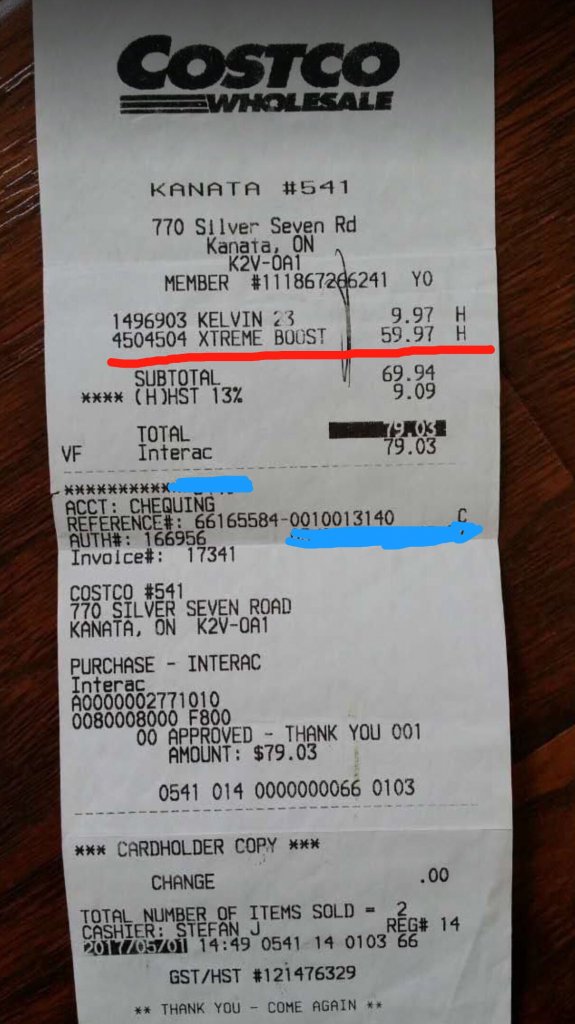 COSTCO
WHOLESALE
KANATA #541
770 Silver Seven Rd
Kanata, ON
K2V-0A1
MEMBER #111867266241 YO
1496903 KELVIN 23 9.97 H
4504504 XTREME BOOST 59.97 H
SUBTOTAL 69.94
**** (H)HST 13% 9.09
TOTAL 79.03
VF Interac 79.03
**********
ACCT: CHEQUING
REFERENCE#: 66165584-0010013140 C
AUTH#: 166956
Invoice#: 17341
COSTCO #541
770 SILVER SEVEN ROAD
KANATA, ON K2V-0A1
PURCHASE - INTERAC
Interac
A0000002771010
0080008000 F800
00 APPROVED - THANK YOU 001
AMOUNT: $79.03
0541 014 0000000066 0103
*** CARDHOLDER COPY ***
CHANGE .00
TOTAL NUMBER OF ITEMS SOLD = 2
CASHIER: STEFAN J REG# 14
2017/05/01 14:49 0541 14 0103 66
GST/HST #121476329
** THANK YOU - COME AGAIN **